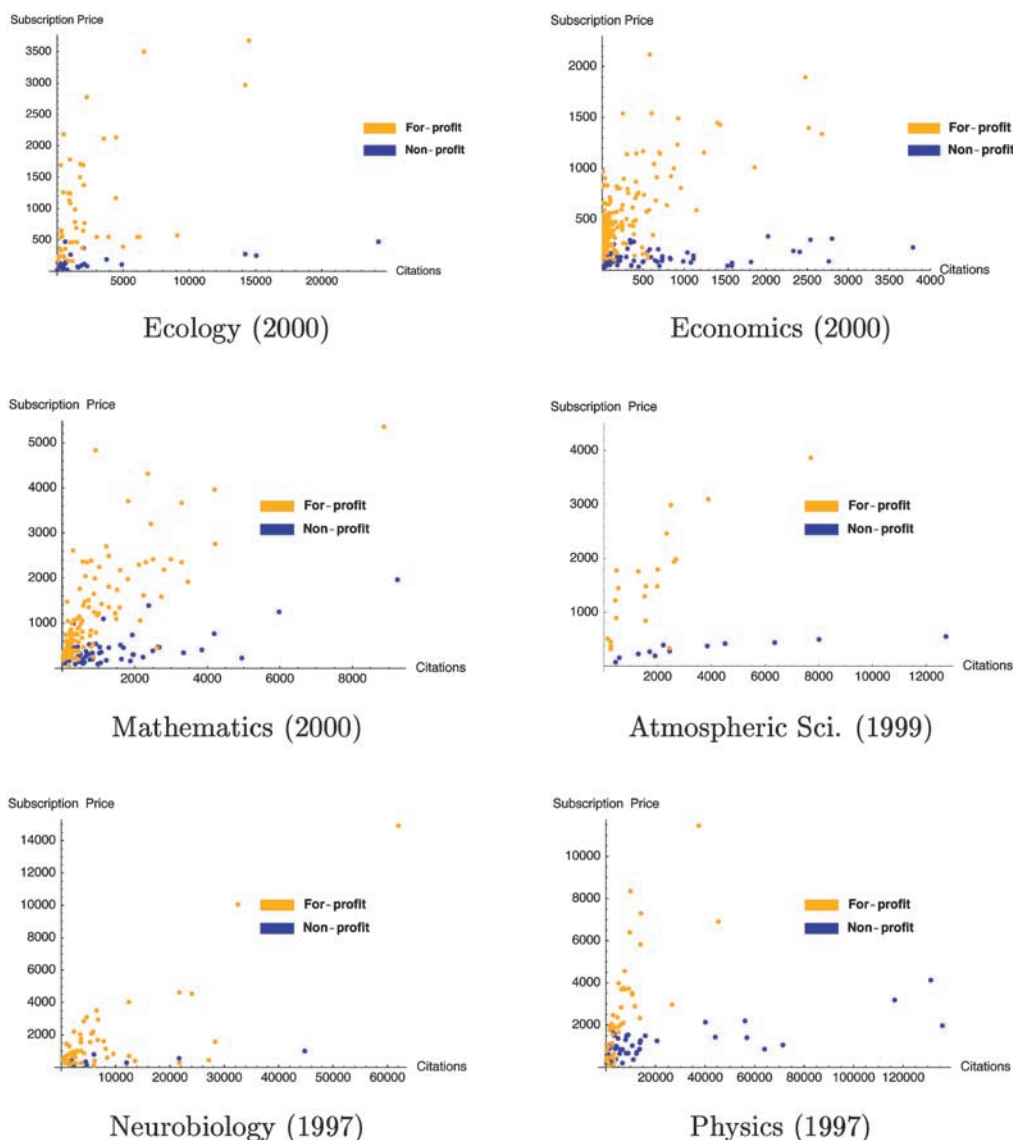 Subscription Price
3500
3000
2500
2000
1500
1000
500
5000 10000 15000 20000
Citations
For-profit
Non-profit
Ecology (2000)
Subscription Price
2000
1500
1000
500
500 1000 1500 2000 2500 3000 3500 4000
Citations
For-profit
Non-profit
Economics (2000)
Subscription Price
5000
4000
3000
2000
1000
2000 4000 6000 8000
Citations
For-profit
Non-profit
Mathematics (2000)
Subscription Price
4000
3000
2000
1000
2000 4000 6000 8000 10000 12000
Citations
For-profit
Non-profit
Atmospheric Sci. (1999)
Subscription Price
14000
12000
10000
8000
6000
4000
2000
10000 20000 30000 40000 50000 60000
Citations
For-profit
Non-profit
Neurobiology (1997)
Subscription Price
10000
8000
6000
4000
2000
20000 40000 60000 80000 100000 120000
Citations
For-profit
Non-profit
Physics (1997)